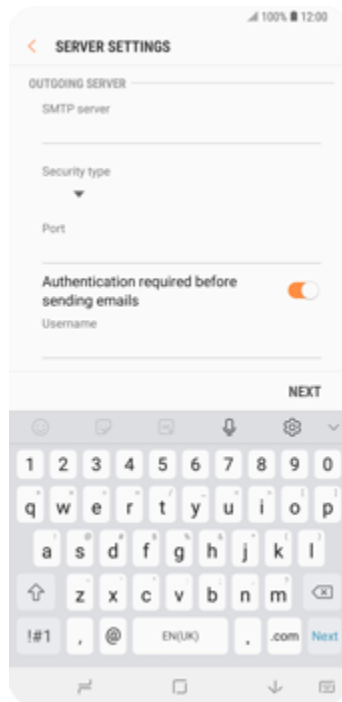 100% 12:00
SERVER SETTINGS
OUTGOING SERVER
SMTP server
Security type
Port
Authentication required before
sending emails
Username
NEXT
1 2 3 4 5 6 7 8 9 0
q w e r t y u i o p
a s d f g h j k l
z x c v b n m
!#1 , @ EN(UK) . .com Next